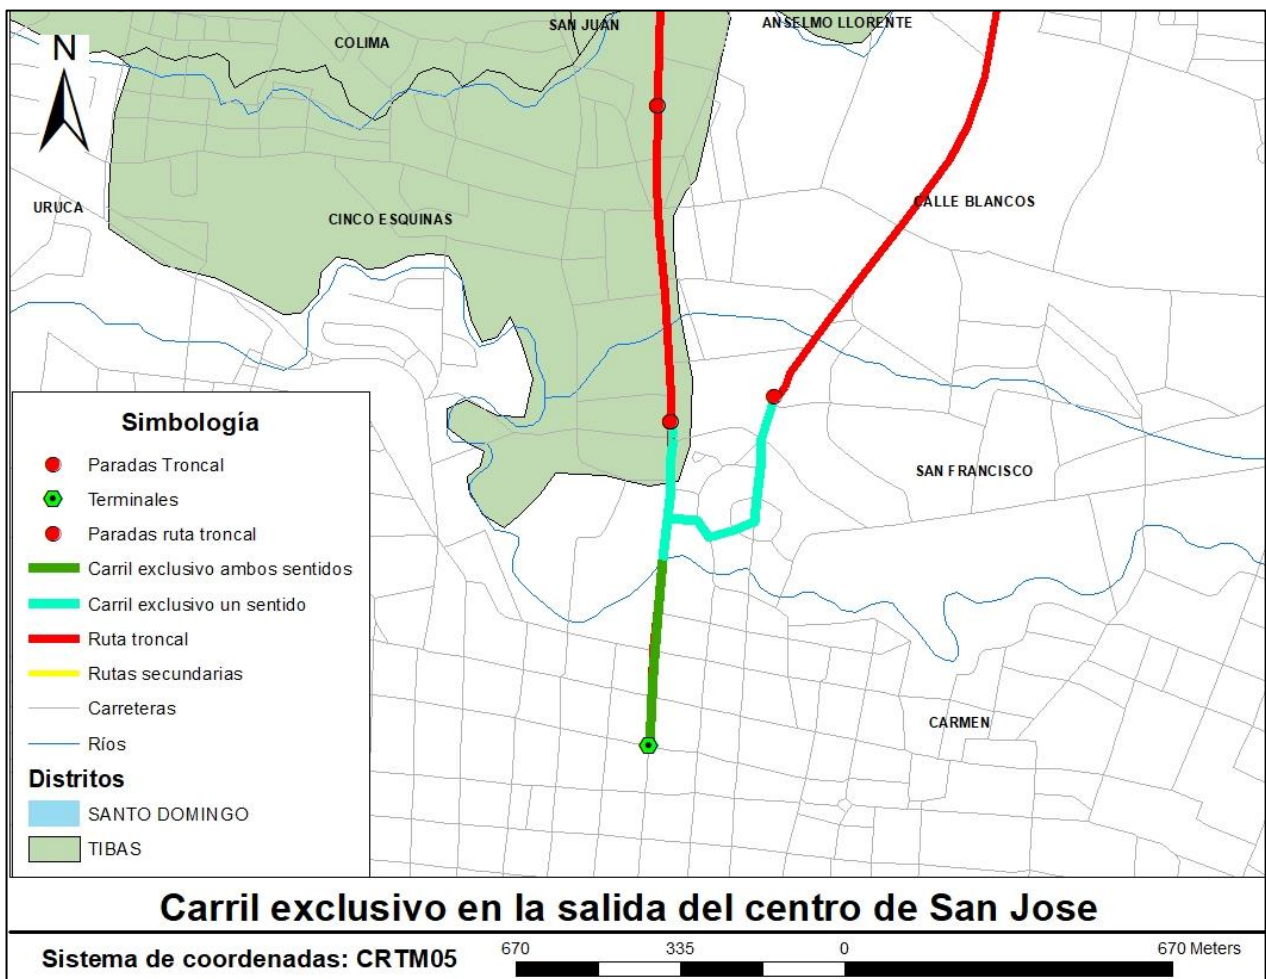 SAN JUAN
ANSELMO LLORENTE
COLIMA
N
URUCA
CINCO ESQUINAS
CALLE BLANCOS
SAN FRANCISCO
CARMEN
Simbología
Paradas Troncal
Terminales
Paradas ruta troncal
Carril exclusivo ambos sentidos
Carril exclusivo un sentido
Ruta troncal
Rutas secundarias
Carreteras
Ríos
Distritos
SANTO DOMINGO
TIBAS
Carril exclusivo en la salida del centro de San Jose
Sistema de coordenadas: CRTM05
670 335 0 670 Meters